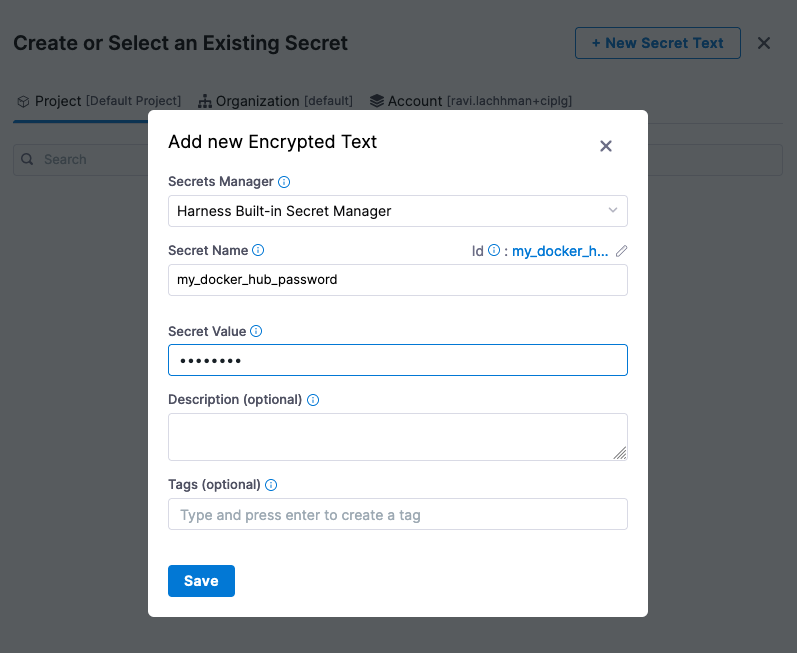 Create or Select an Existing Secret
+ New Secret Text
Project [Default Project] Organization [default] Account [ravi.lachhman+ciplg]
Search
Add new Encrypted Text
Secrets Manager
Harness Built-in Secret Manager
Secret Name Id : my_docker_h...
my_docker_hub_password
Secret Value
••••••••
Description (optional)
Tags (optional)
Type and press enter to create a tag
Save